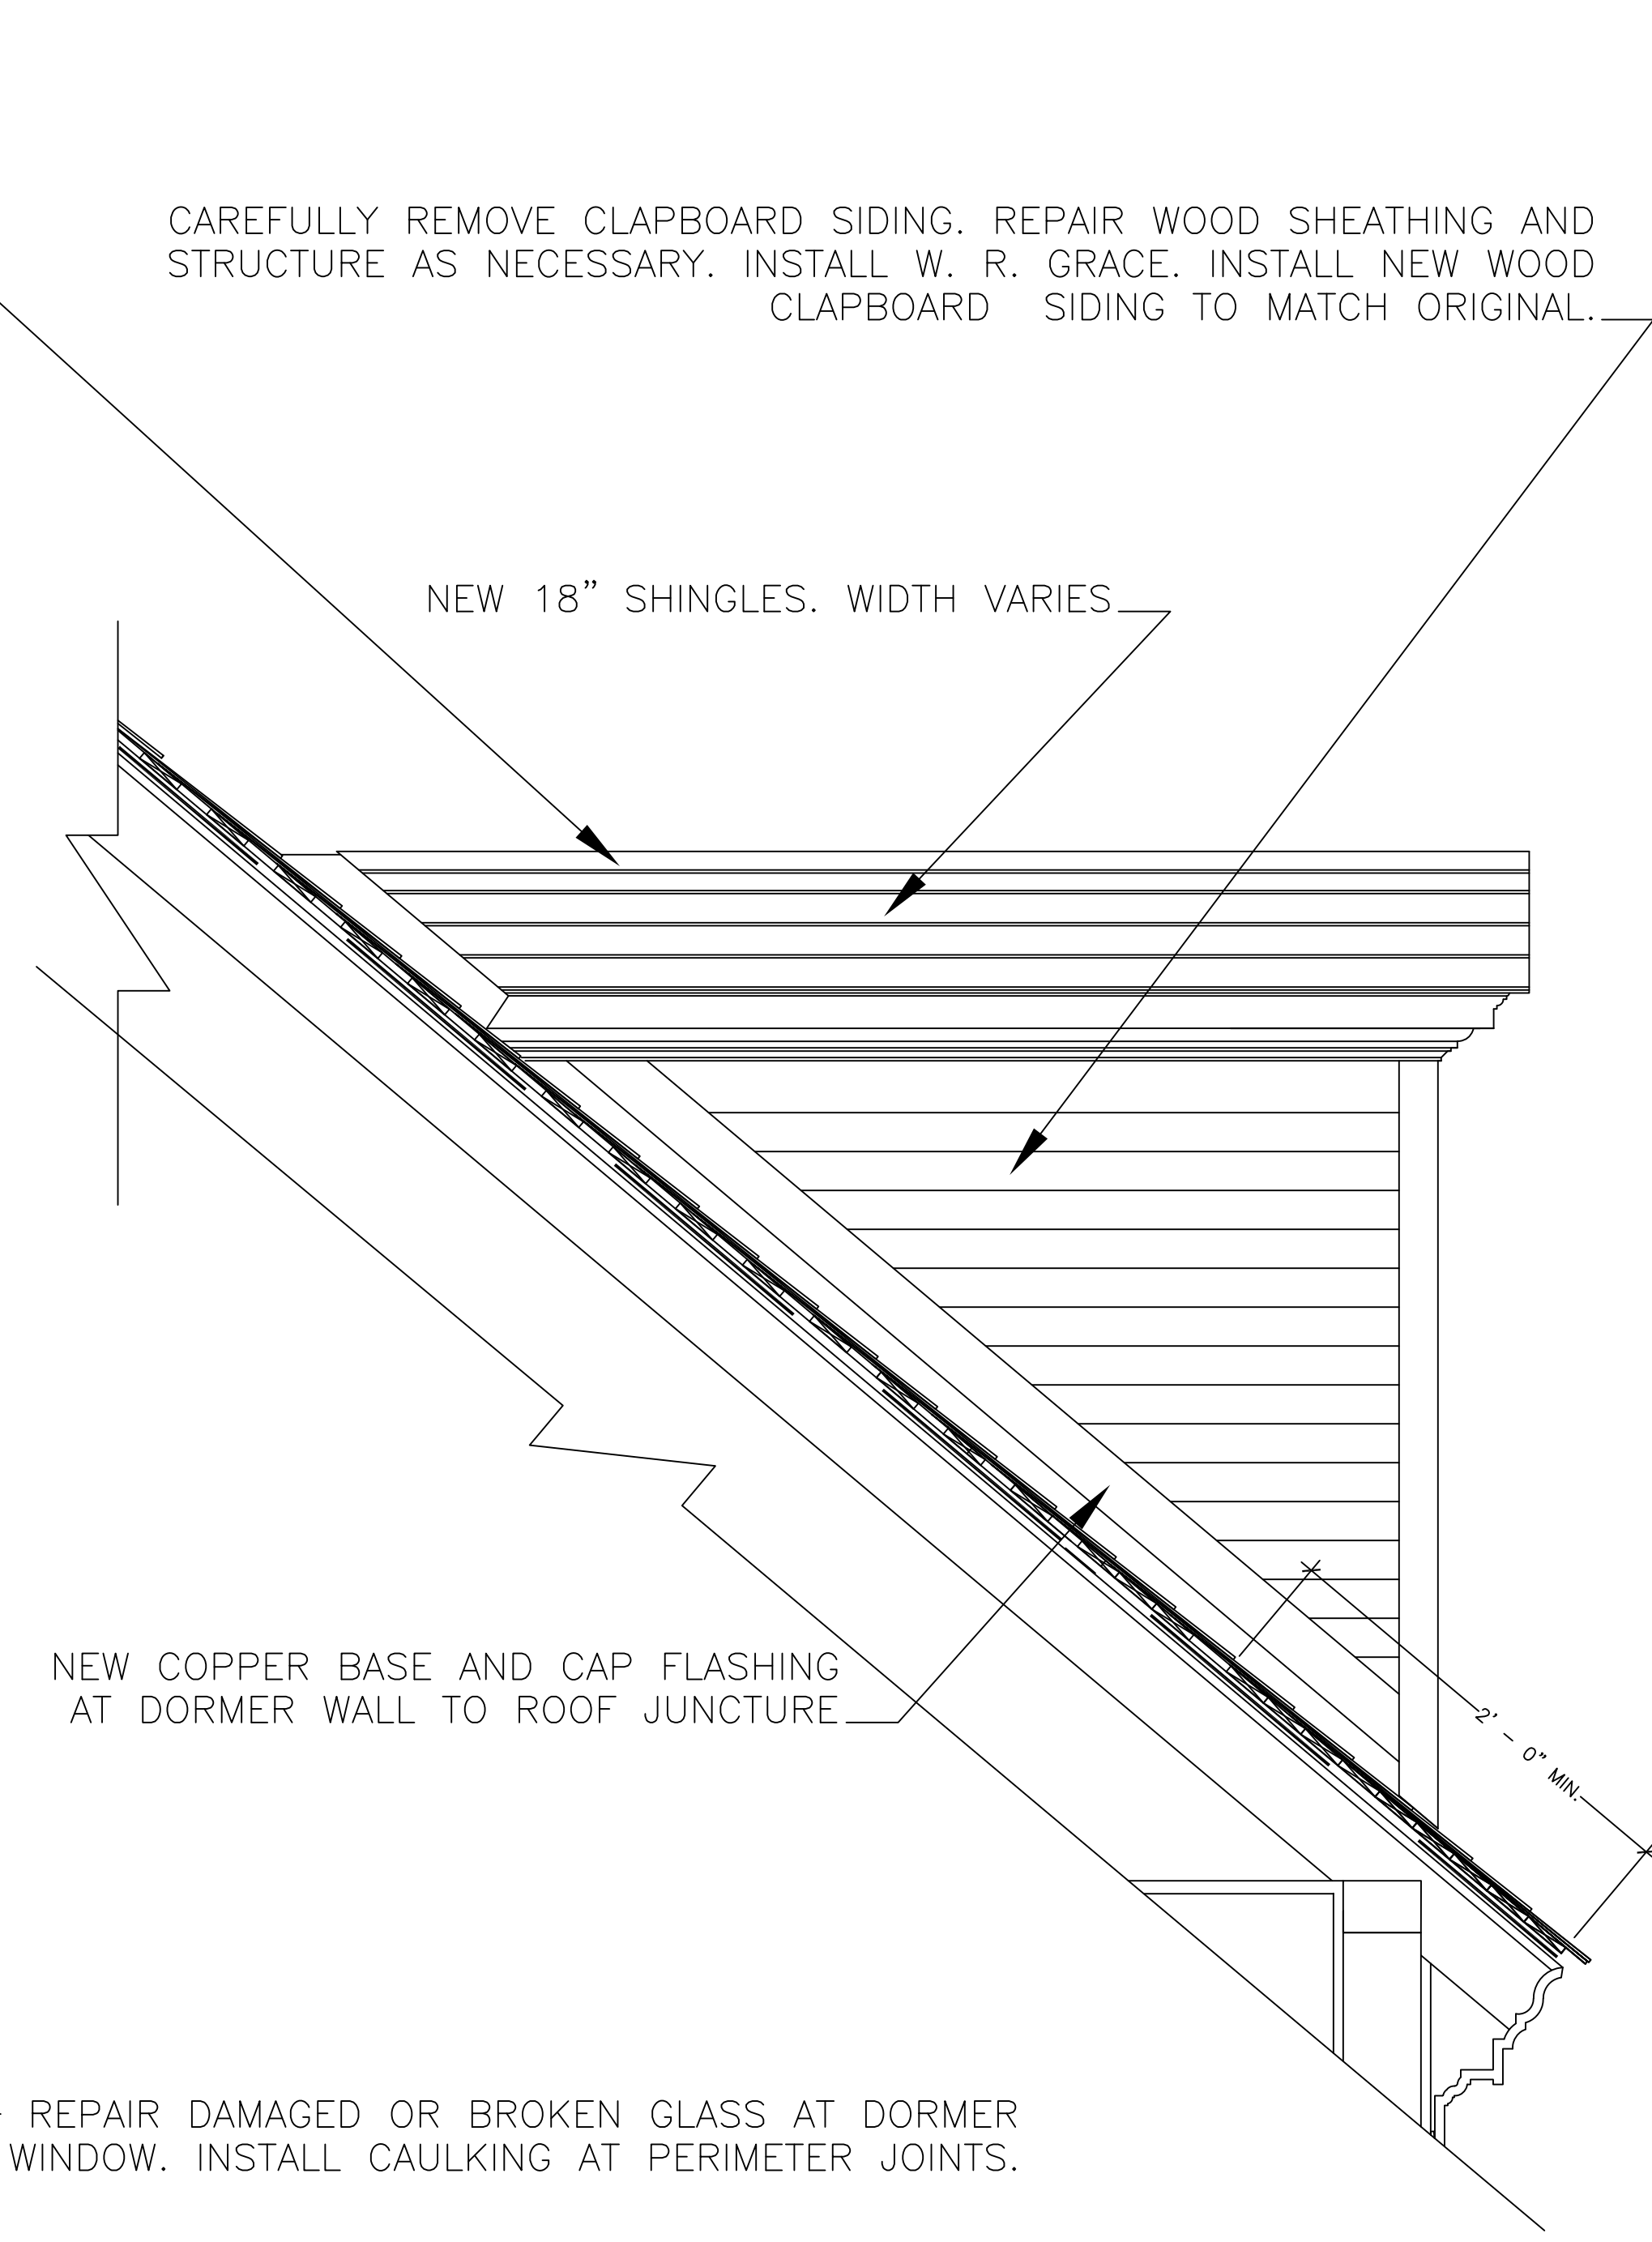 CAREFULLY REMOVE CLAPBOARD SIDING. REPAIR WOOD SHEATHING AND
STRUCTURE AS NECESSARY. INSTALL W. R. GRACE. INSTALL NEW WOOD
CLAPBOARD SIDING TO MATCH ORIGINAL.
NEW 18” SHINGLES. WIDTH VARIES
NEW COPPER BASE AND CAP FLASHING
AT DORMER WALL TO ROOF JUNCTURE
2’ – 0” MIN.
REPAIR DAMAGED OR BROKEN GLASS AT DORMER
WINDOW. INSTALL CAULKING AT PERIMETER JOINTS.